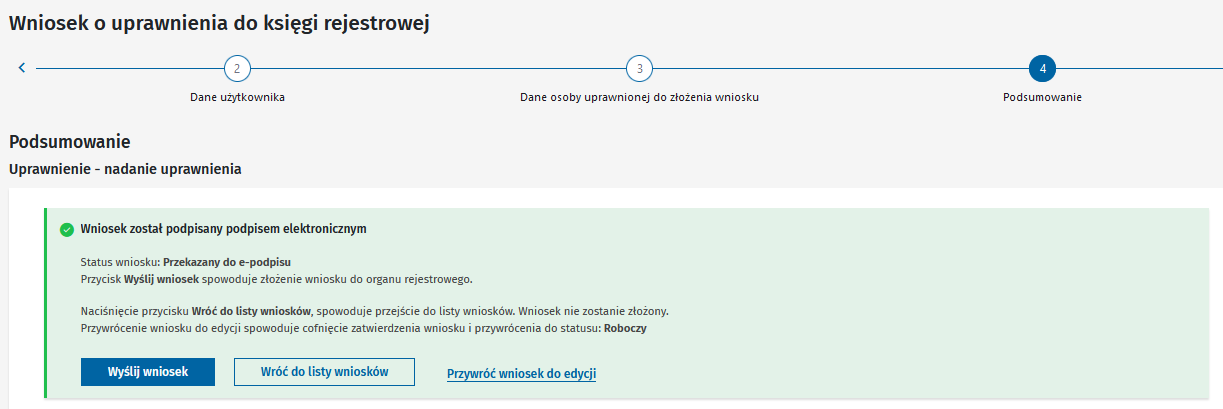 Wniosek o uprawnienia do księgi rejestrowej
2
3
4
Dane użytkownika
Dane osoby uprawnionej do złożenia wniosku
Podsumowanie
Podsumowanie
Uprawnienie - nadanie uprawnienia
Wniosek został podpisany podpisem elektronicznym
Status wniosku: Przekazany do e-podpisu
Przycisk Wyślij wniosek spowoduje złożenie wniosku do organu rejestrowego.
Naciśnięcie przycisku Wróć do listy wniosków, spowoduje przejście do listy wniosków. Wniosek nie zostanie złożony.
Przywrócenie wniosku do edycji spowoduje cofnięcie zatwierdzenia wniosku i przywrócenia do statusu: Roboczy
Wyślij wniosek
Wróć do listy wniosków
Przywróć wniosek do edycji